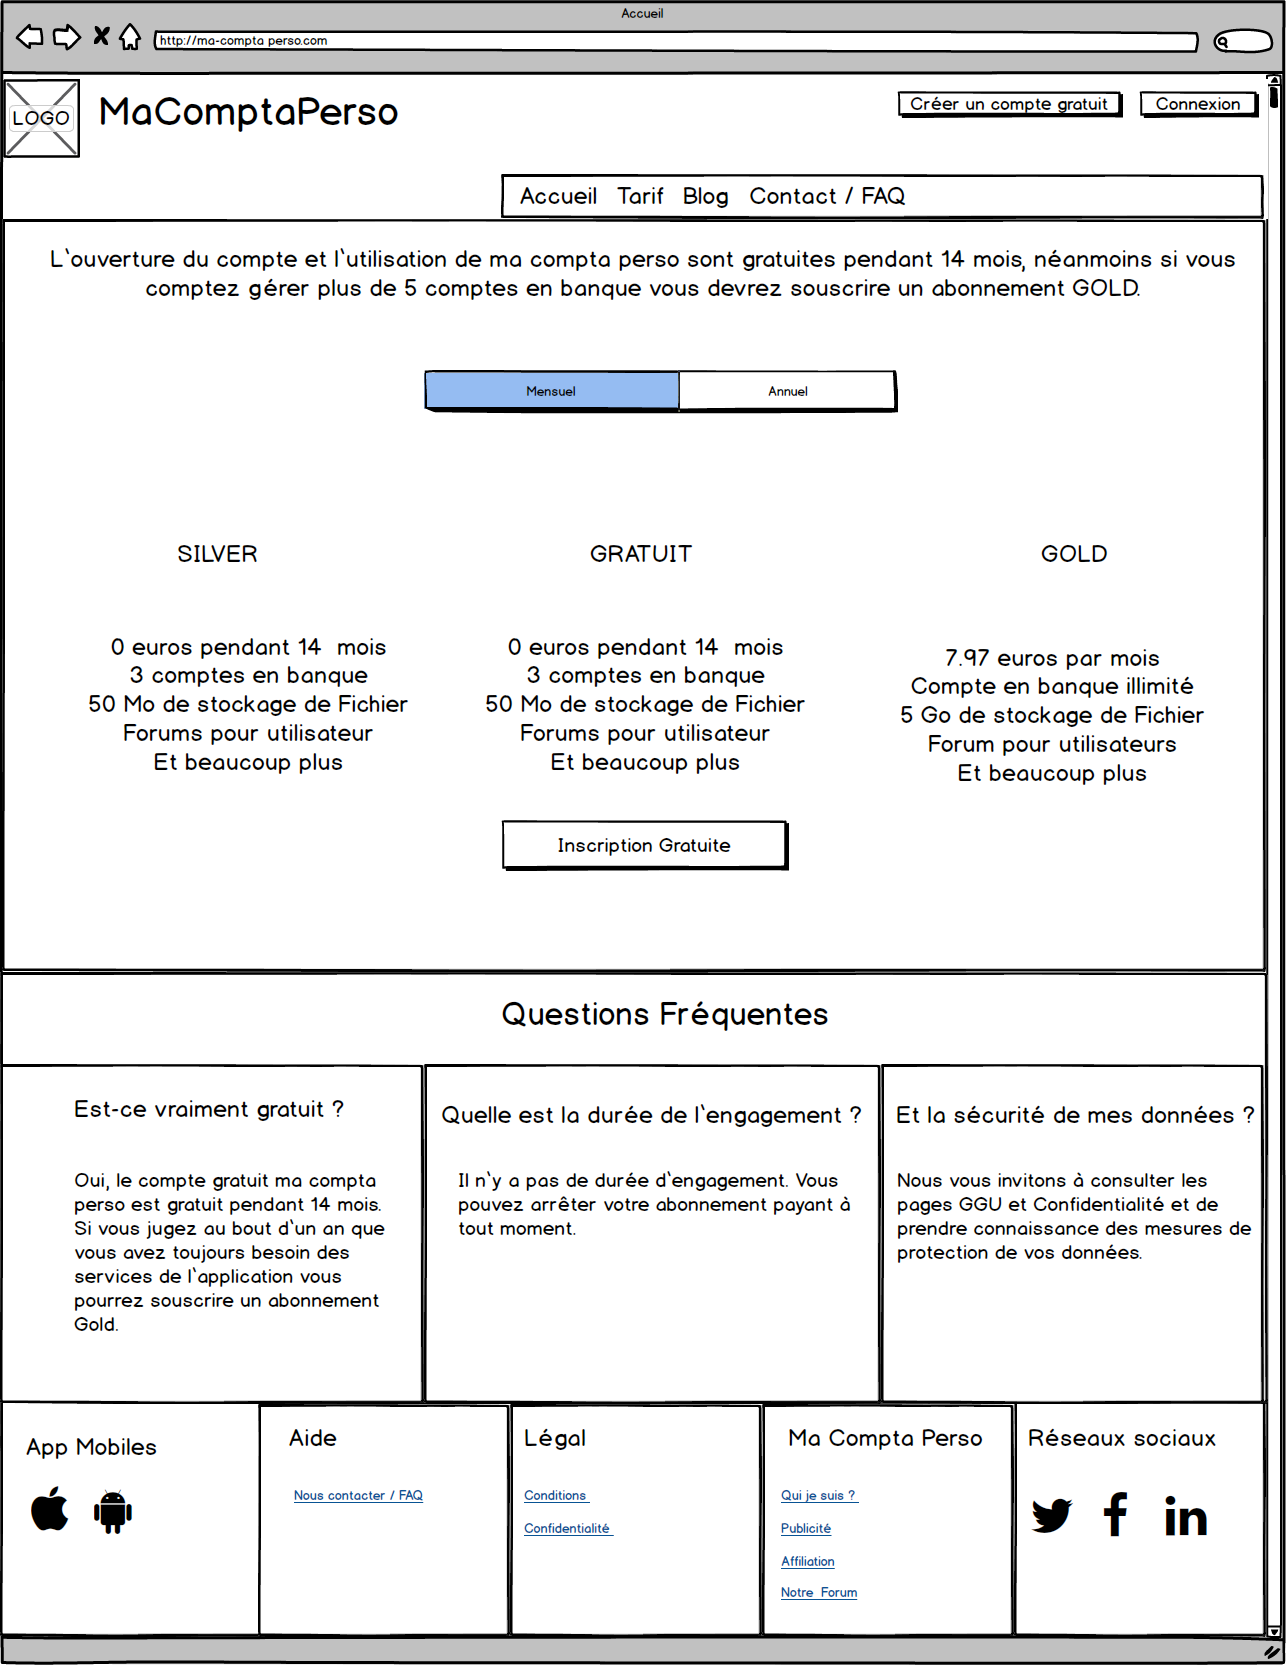 Accueil
http://ma-compta perso.com
LOGO
MaComptaPerso
Créer un compte gratuit
Connexion
Accueil Tarif Blog Contact / FAQ
L'ouverture du compte et l'utilisation de ma compta perso sont gratuites pendant 14 mois, néanmoins si vous
comptez gérer plus de 5 comptes en banque vous devrez souscrire un abonnement GOLD.
Mensuel
Annuel
SILVER
0 euros pendant 14 mois
3 comptes en banque
50 Mo de stockage de Fichier
Forums pour utilisateur
Et beaucoup plus
GRATUIT
0 euros pendant 14 mois
3 comptes en banque
50 Mo de stockage de Fichier
Forums pour utilisateur
Et beaucoup plus
Inscription Gratuite
GOLD
7.97 euros par mois
Compte en banque illimité
5 Go de stockage de Fichier
Forum pour utilisateurs
Et beaucoup plus
Questions Fréquentes
Est-ce vraiment gratuit ?
Oui, le compte gratuit ma compta
perso est gratuit pendant 14 mois.
Si vous jugez au bout d'un an que
vous avez toujours besoin des
services de l'application vous
pourrez souscrire un abonnement
Gold.
Quelle est la durée de l'engagement ?
Il n'y a pas de durée d'engagement. Vous
pouvez arrêter votre abonnement payant à
tout moment.
Et la sécurité de mes données ?
Nous vous invitons à consulter les
pages GGU et Confidentialité et de
prendre connaissance des mesures de
protection de vos données.
App Mobiles
Aide
Nous contacter / FAQ
Légal
Conditions
Confidentialité
Ma Compta Perso
Qui je suis ?
Publicité
Affiliation
Notre Forum
Réseaux sociaux